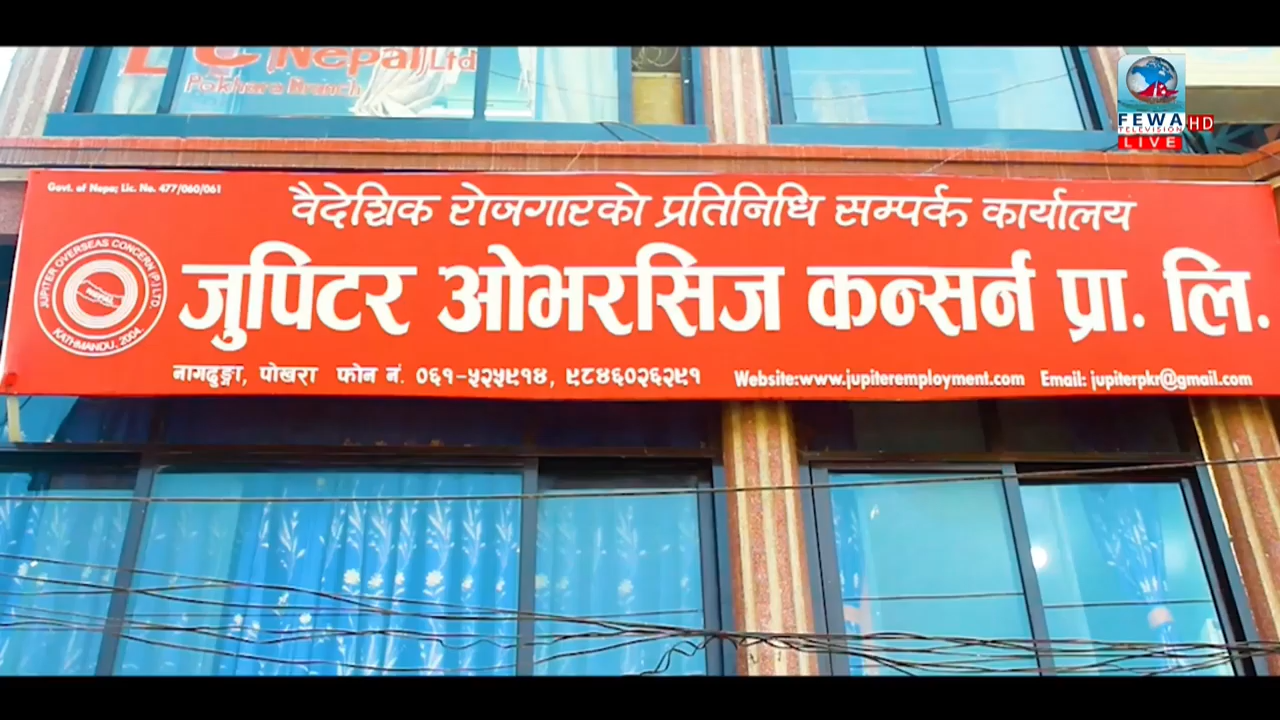 Nepal Ltd
Pokhara Branch
FEWA HD
TELEVISION
LIVE
Govt. of Nepal Lic. No. 477/060/061
वैदेशिक रोजगारको प्रतिनिधि सम्पर्क कार्यालय
JUPITER OVERSEAS CONCERN (P.) LTD.
NEPAL
KATHMANDU. 2004.
जुपिटर ओभरसिज कन्सर्न प्रा. लि.
नागढुङ्गा, पोखरा फोन नं. ०६१-५२५९१४, ९८४६०२६२९१
Website:www.jupiteremployment.com Email: jupiterpkr@gmail.com